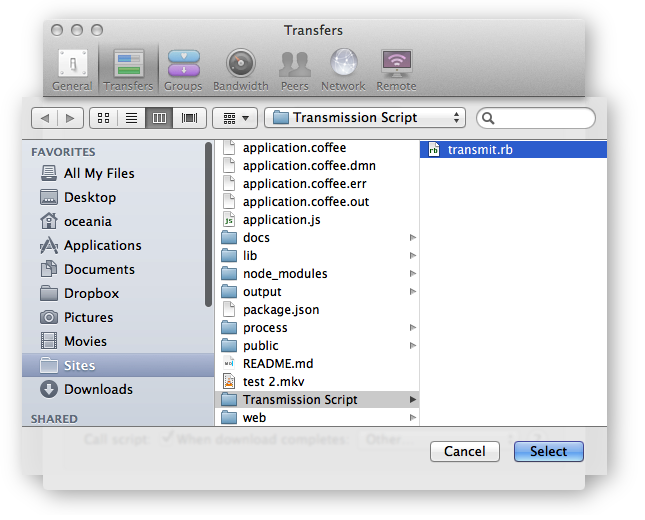 Transfers
General
Transfers
Groups
Bandwidth
Peers
Network
Remote
Transmission Script
FAVORITES
All My Files
Desktop
oceania
Applications
Documents
Dropbox
Pictures
Movies
Sites
Downloads
SHARED
application.coffee
application.coffee.dmn
application.coffee.err
application.coffee.out
application.js
docs
lib
node_modules
output
package.json
process
public
README.md
test 2.mkv
Transmission Script
web
transmit.rb
Call script: When download completes: Other...
Cancel
Select